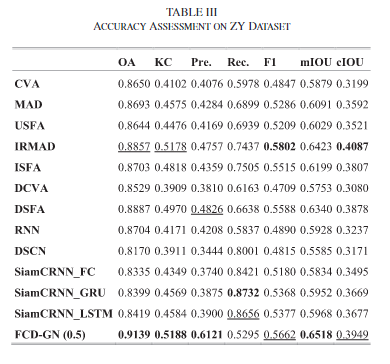 TABLE III
ACCURACY ASSESSMENT ON ZY DATASET
OA KC Pre. Rec. F1 mIOU cIOU
CVA 0.8650 0.4102 0.4076 0.5978 0.4847 0.5879 0.3199
MAD 0.8693 0.4575 0.4284 0.6899 0.5286 0.6091 0.3592
USFA 0.8644 0.4476 0.4169 0.6939 0.5209 0.6029 0.3521
IRMAD 0.8857 0.5178 0.4757 0.7437 0.5802 0.6423 0.4087
ISFA 0.8703 0.4818 0.4359 0.7505 0.5515 0.6199 0.3807
DCVA 0.8529 0.3909 0.3810 0.6163 0.4709 0.5753 0.3080
DSFA 0.8887 0.4970 0.4826 0.6638 0.5588 0.6340 0.3878
RNN 0.8704 0.4171 0.4208 0.5837 0.4890 0.5928 0.3237
DSCN 0.8170 0.3911 0.3444 0.8001 0.4815 0.5585 0.3171
SiamCRNN_FC 0.8335 0.4349 0.3740 0.8421 0.5180 0.5834 0.3495
SiamCRNN_GRU 0.8399 0.4569 0.3875 0.8732 0.5368 0.5952 0.3669
SiamCRNN_LSTM 0.8419 0.4584 0.3900 0.8656 0.5377 0.5968 0.3677
FCD-GN (0.5) 0.9139 0.5188 0.6121 0.5295 0.5662 0.6518 0.3949